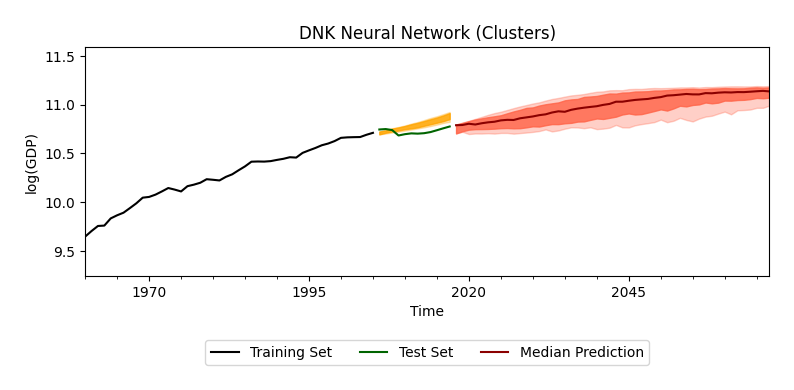 DNK Neural Network (Clusters)
11.5
11.0
10.5
10.0
9.5
log(GDP)
1970 1995 2020 2045
Time
Training Set Test Set Median Prediction